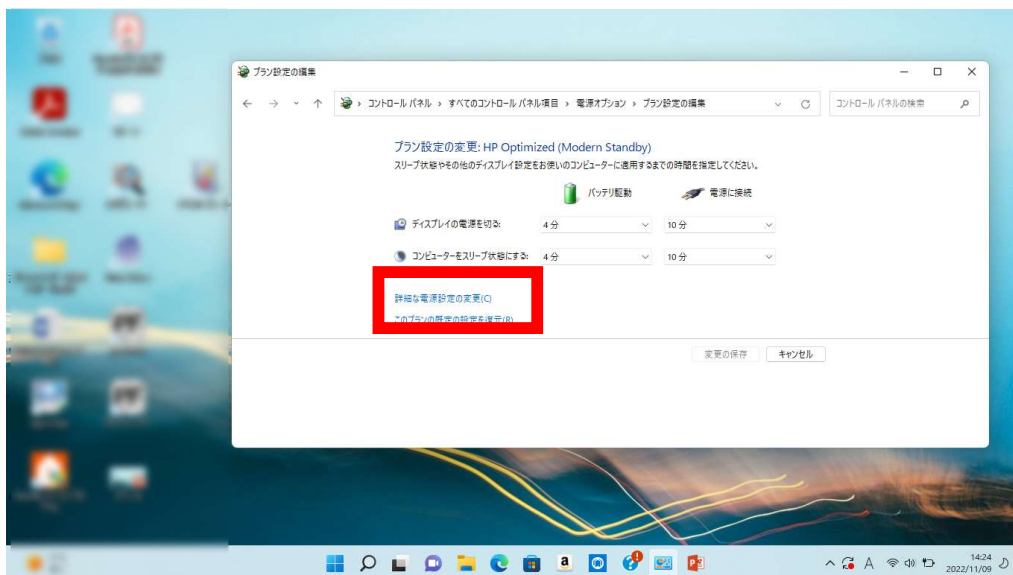 プラン設定の編集
コントロール パネル › すべてのコントロール パネル項目 › 電源オプション › プラン設定の編集
コントロール パネルの検索
プラン設定の変更: HP Optimized (Modern Standby)
スリープ状態やその他のディスプレイ設定をお使いのコンピューターに適用するまでの時間を指定してください。
バッテリ駆動
電源に接続
ディスプレイの電源を切る: 4 分 10 分
コンピューターをスリープ状態にする: 4 分 10 分
詳細な電源設定の変更(C)
このプランの既定の設定を復元(R)
変更の保存 キャンセル
A
14:24
2022/11/09